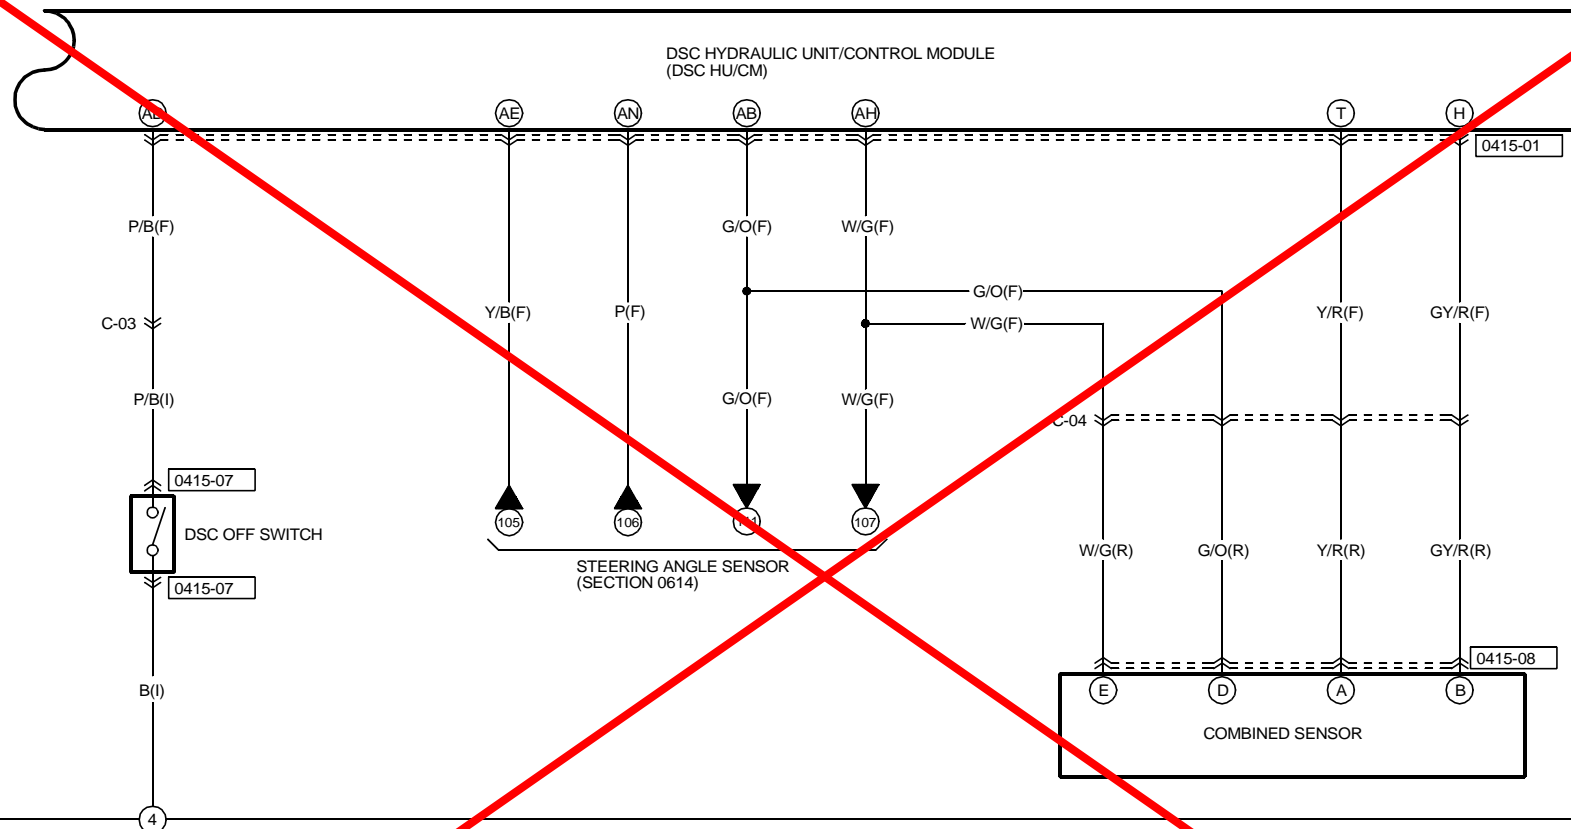 DSC HYDRAULIC UNIT/CONTROL MODULE
(DSC HU/CM)
AE AN AB AH T H
0415-01
P/B(F) G/O(F) W/G(F)
G/O(F)
Y/B(F) P(F) Y/R(F) GY/R(F)
C-03 W/G(F)
P/B(I) G/O(F) W/G(F)
C-04
0415-07
105 106 107
DSC OFF SWITCH
W/G(R) G/O(R) Y/R(R) GY/R(R)
STEERING ANGLE SENSOR
(SECTION 0614)
0415-07
0415-08
B(I) E D A B
COMBINED SENSOR
4